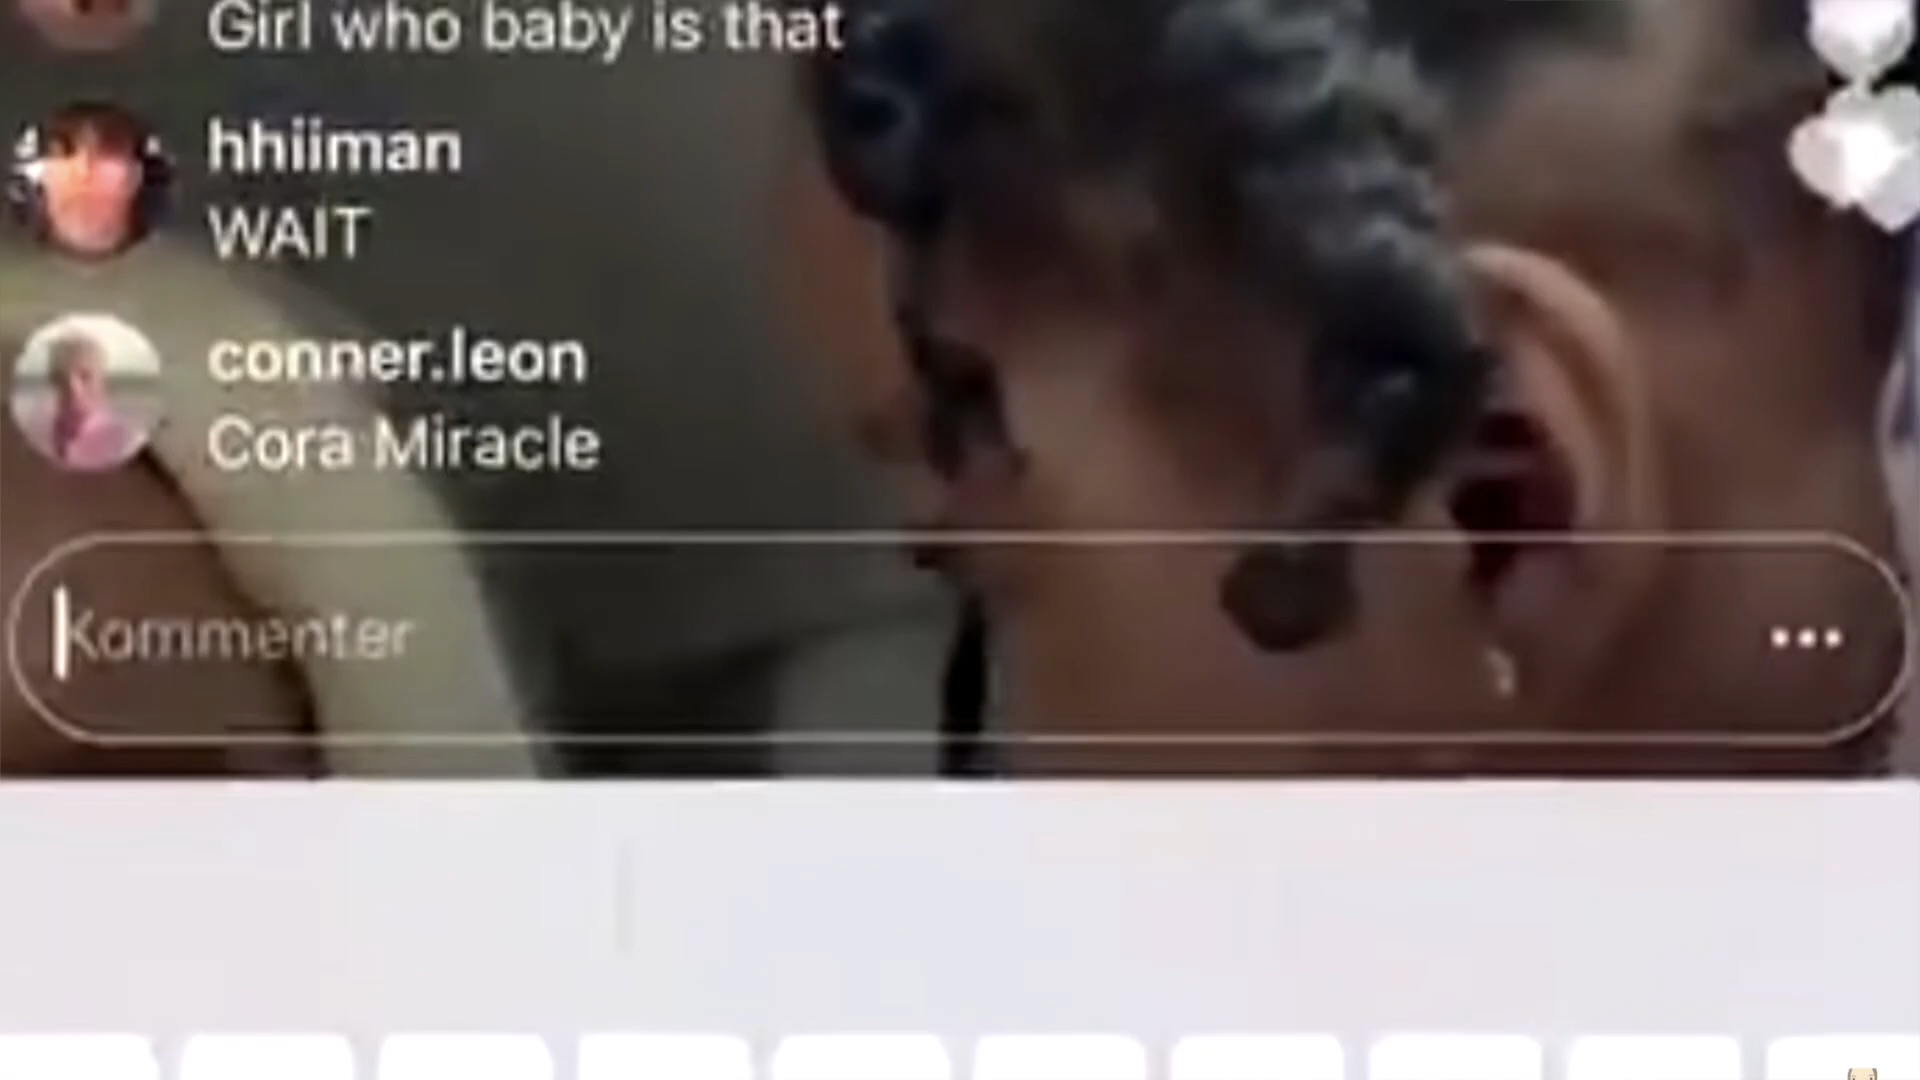 Girl who baby is that
hhiiman
WAIT
conner.leon
Cora Miracle
Kommenter